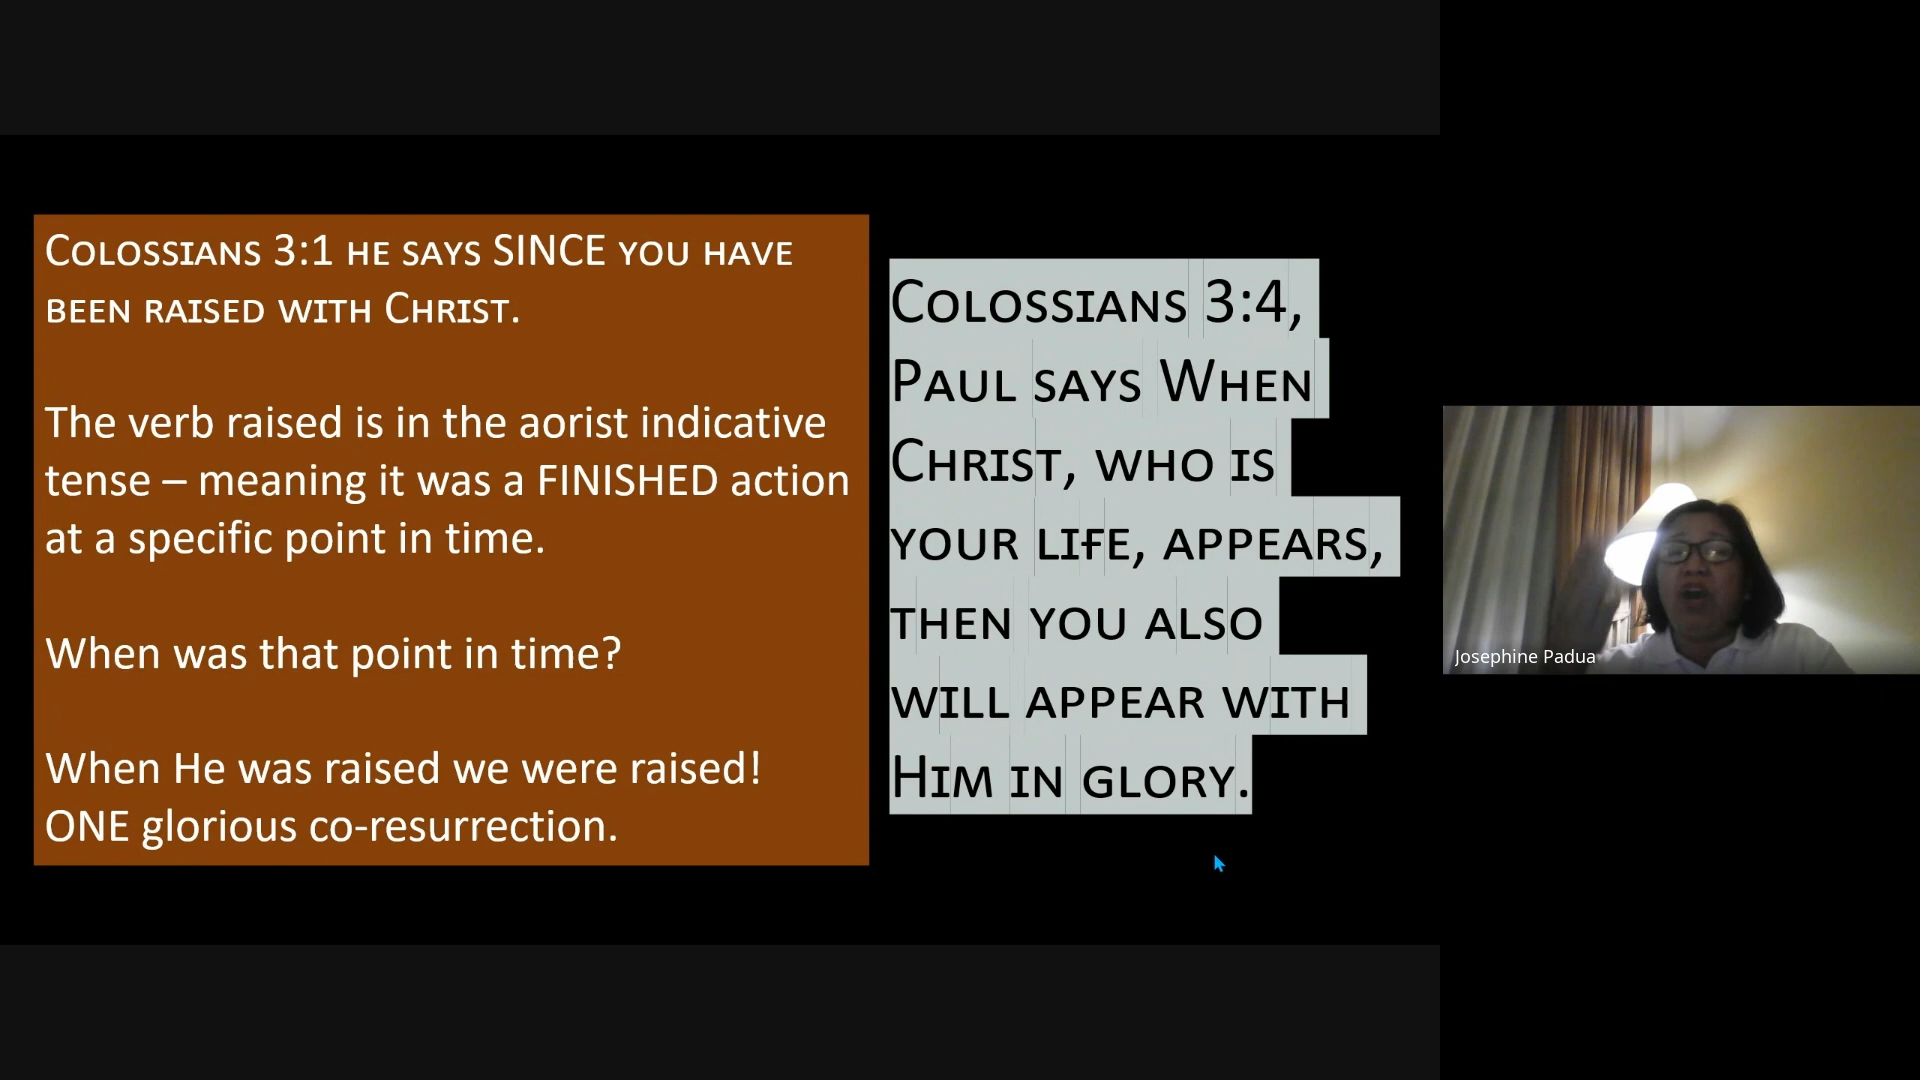 Colossians 3:1 he says SINCE you have
been raised with Christ.
The verb raised is in the aorist indicative
tense – meaning it was a FINISHED action
at a specific point in time.
When was that point in time?
When He was raised we were raised!
ONE glorious co-resurrection.
Colossians 3:4,
Paul says When
Christ, who is
your life, appears,
then you also
will appear with
Him in glory.
Josephine Padua